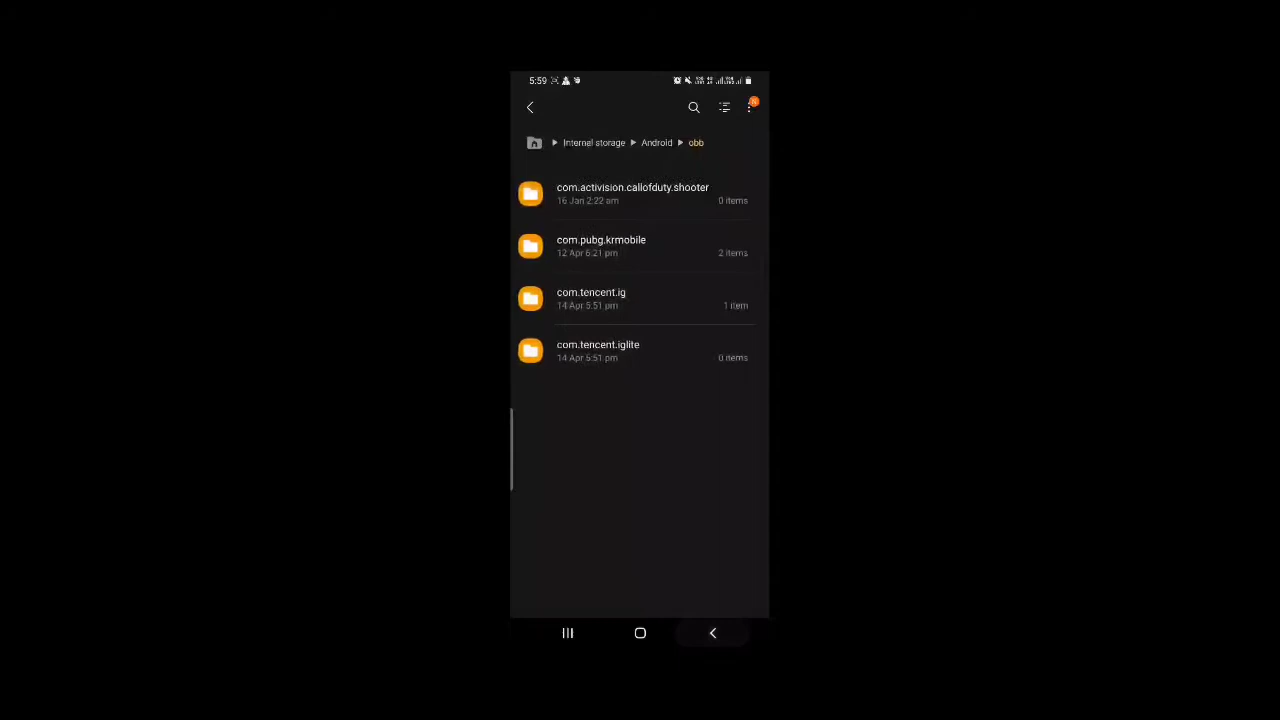 5:59
Internal storage Android obb
com.activision.callofduty.shooter
16 Jan 2:22 am 0 items
com.pubg.krmobile
12 Apr 6:21 pm 2 items
com.tencent.ig
14 Apr 5:51 pm 1 item
com.tencent.iglite
14 Apr 5:51 pm 0 items